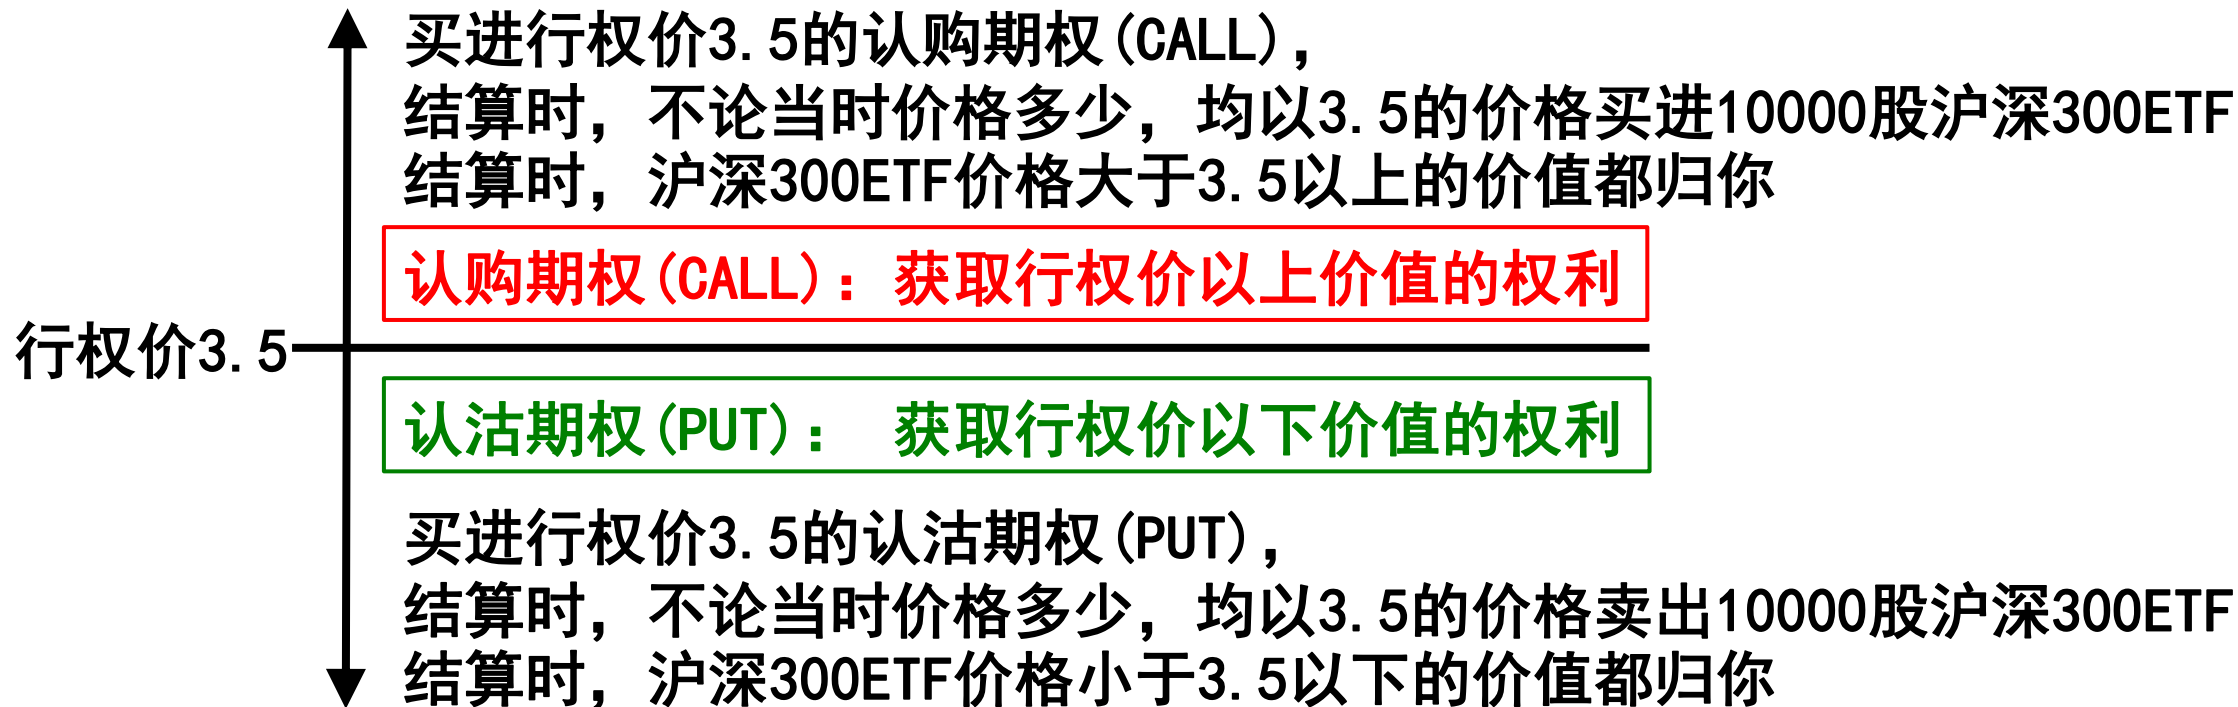 买进行权价3.5的认购期权(CALL),
结算时，不论当时价格多少，均以3.5的价格买进10000股沪深300ETF
结算时，沪深300ETF价格大于3.5以上的价值都归你
认购期权(CALL)：获取行权价以上价值的权利
行权价3.5
认沽期权(PUT)： 获取行权价以下价值的权利
买进行权价3.5的认沽期权(PUT),
结算时，不论当时价格多少，均以3.5的价格卖出10000股沪深300ETF
结算时，沪深300ETF价格小于3.5以下的价值都归你